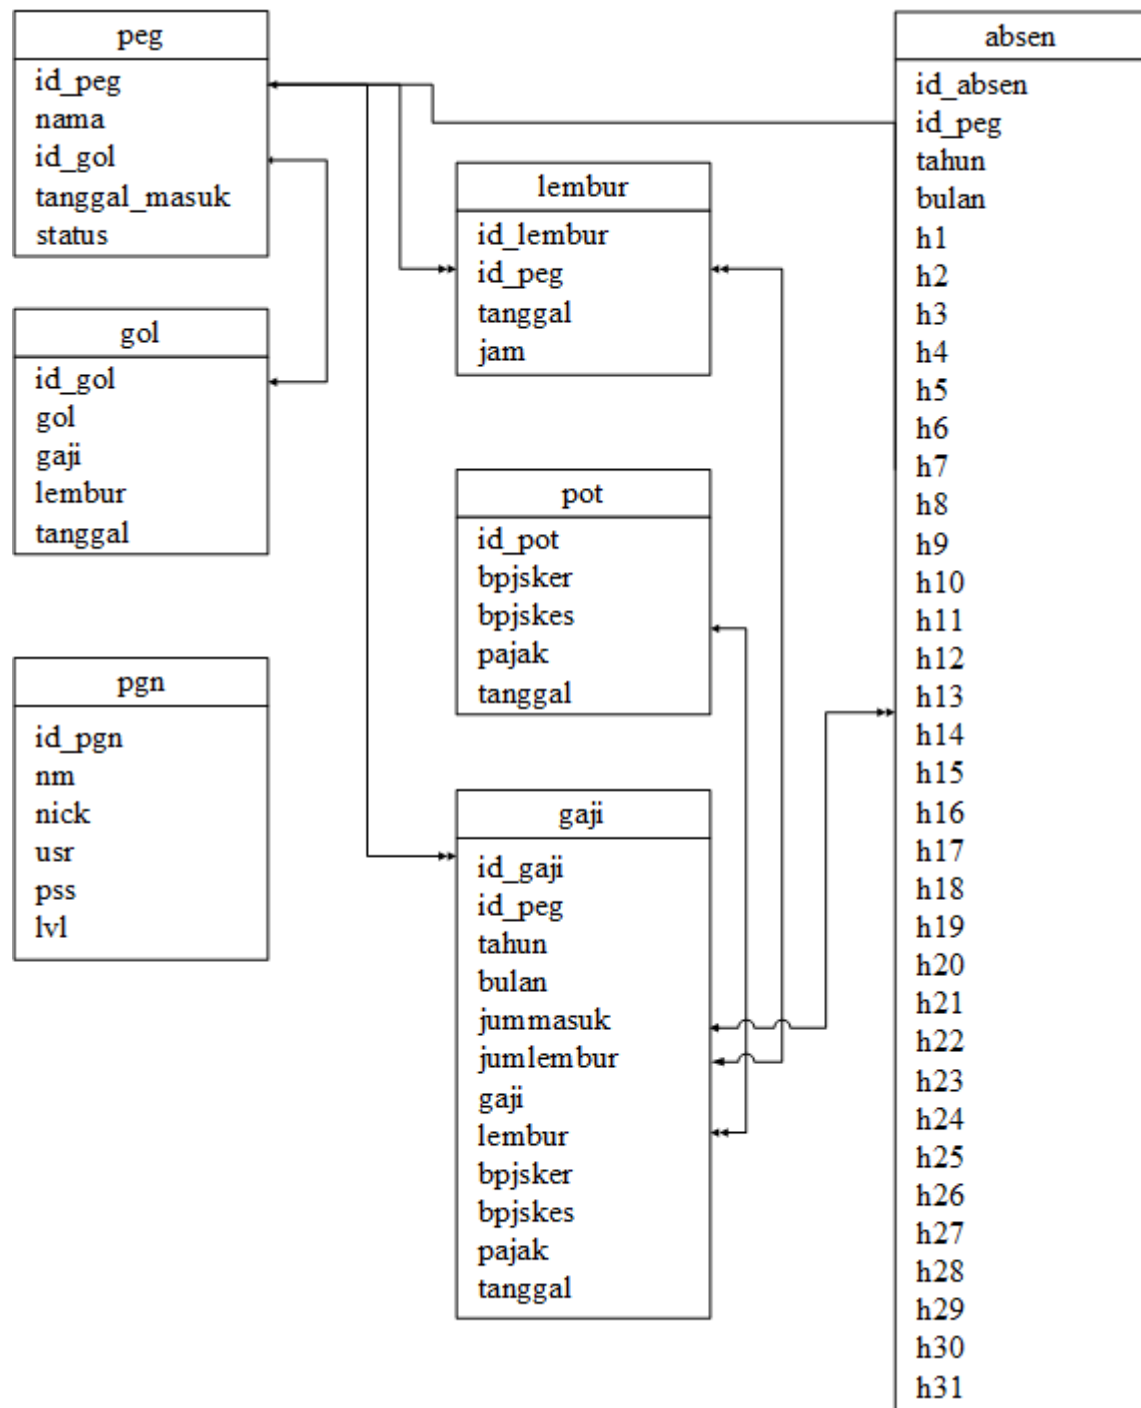 peg
id_peg
nama
id_gol
tanggal_masuk
status
gol
id_gol
gol
gaji
lembur
tanggal
pgn
id_pgn
nm
nick
usr
pss
lvl
lembur
id_lembur
id_peg
tanggal
jam
pot
id_pot
bpjsker
bpjskes
pajak
tanggal
gaji
id_gaji
id_peg
tahun
bulan
jummasuk
jumlembur
gaji
lembur
bpjsker
bpjskes
pajak
tanggal
absen
id_absen
id_peg
tahun
bulan
h1
h2
h3
h4
h5
h6
h7
h8
h9
h10
h11
h12
h13
h14
h15
h16
h17
h18
h19
h20
h21
h22
h23
h24
h25
h26
h27
h28
h29
h30
h31